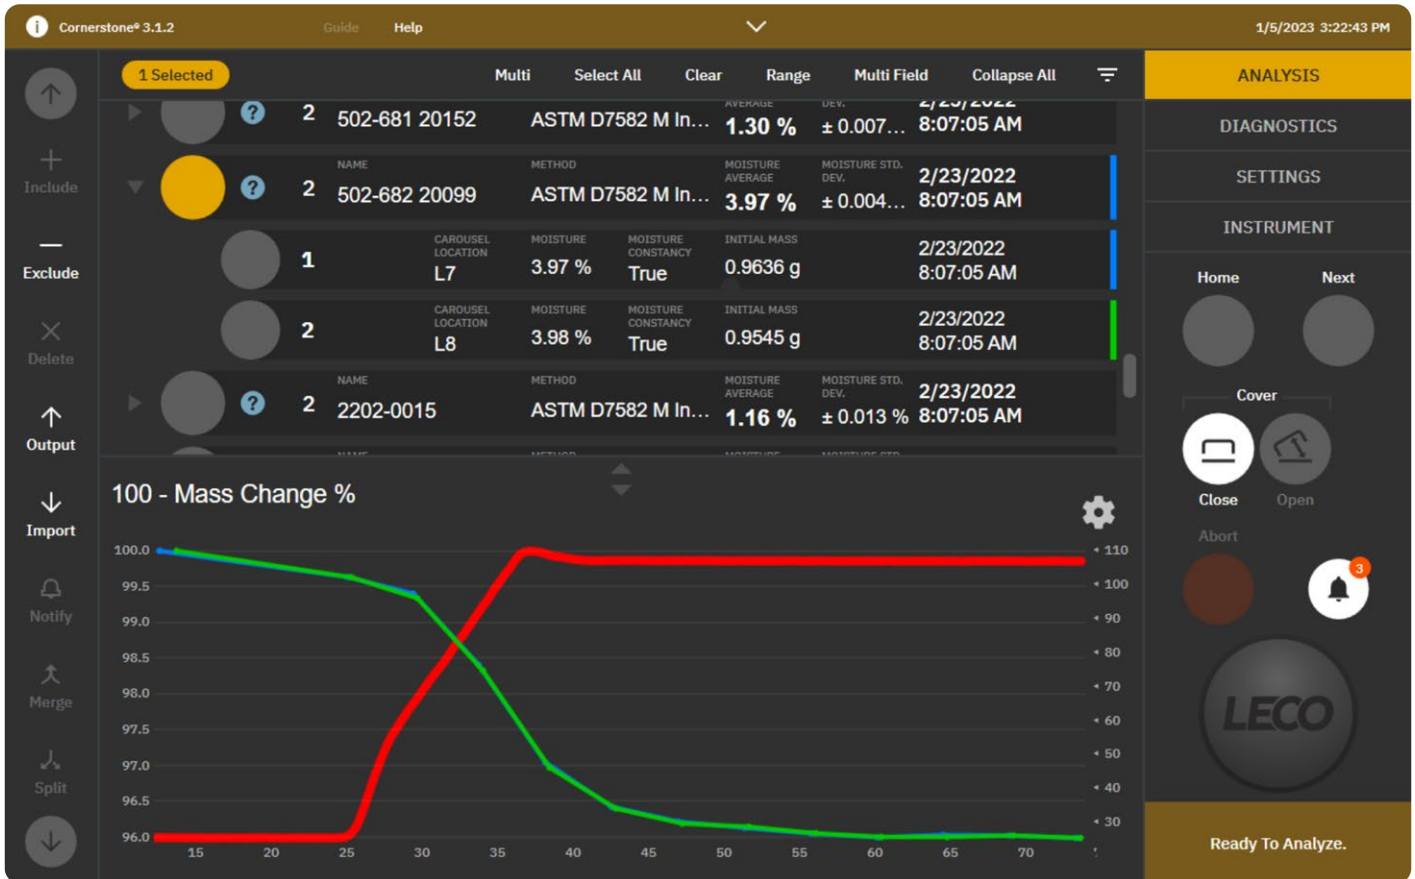 Cornerstone® 3.1.2
Guide
Help
1/5/2023 3:22:43 PM
1 Selected
Multi
Select All
Clear
Range
Multi Field
Collapse All
Include
Exclude
Delete
Output
Import
Notify
Merge
Split
2 502-681 20152 ASTM D7582 M In... AVERAGE 1.30 % DEV. ± 0.007... 2/23/2022
8:07:05 AM
NAME METHOD MOISTURE AVERAGE MOISTURE STD. DEV.
2 502-682 20099 ASTM D7582 M In... 3.97 % ± 0.004... 2/23/2022
8:07:05 AM
CAROUSEL LOCATION MOISTURE MOISTURE CONSTANCY INITIAL MASS
1 L7 3.97 % True 0.9636 g 2/23/2022
8:07:05 AM
CAROUSEL LOCATION MOISTURE MOISTURE CONSTANCY INITIAL MASS
2 L8 3.98 % True 0.9545 g 2/23/2022
8:07:05 AM
NAME METHOD MOISTURE AVERAGE MOISTURE STD. DEV.
2 2202-0015 ASTM D7582 M In... 1.16 % ± 0.013 % 2/23/2022
8:07:05 AM
100 - Mass Change %
100.0
99.5
99.0
98.5
98.0
97.5
97.0
96.5
96.0
110
100
90
80
70
60
50
40
30
15 20 25 30 35 40 45 50 55 60 65 70
ANALYSIS
DIAGNOSTICS
SETTINGS
INSTRUMENT
Home
Next
Cover
Close
Open
Abort
3
LECO
Ready To Analyze.